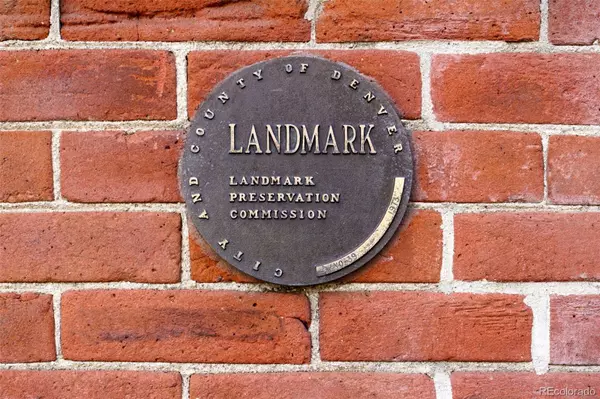 CITY AND COUNTY OF DENVER
LANDMARK
LANDMARK
PRESERVATION
COMMISSION
1973
REcolorado